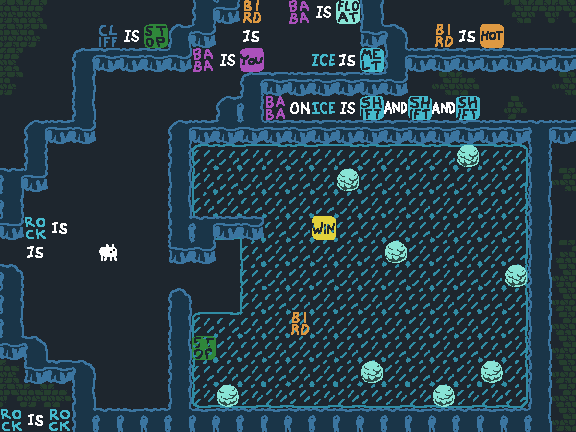 BIRD BABA IS FLOAT
CLIFF IS STOP IS BIRD IS HOT
BABA IS YOU ICE IS MELT
BABA ON ICE IS SHIFT AND SHIFT AND SHIFT
ROCK IS WIN
IS
BIRD
STOP
ROCK IS ROCK